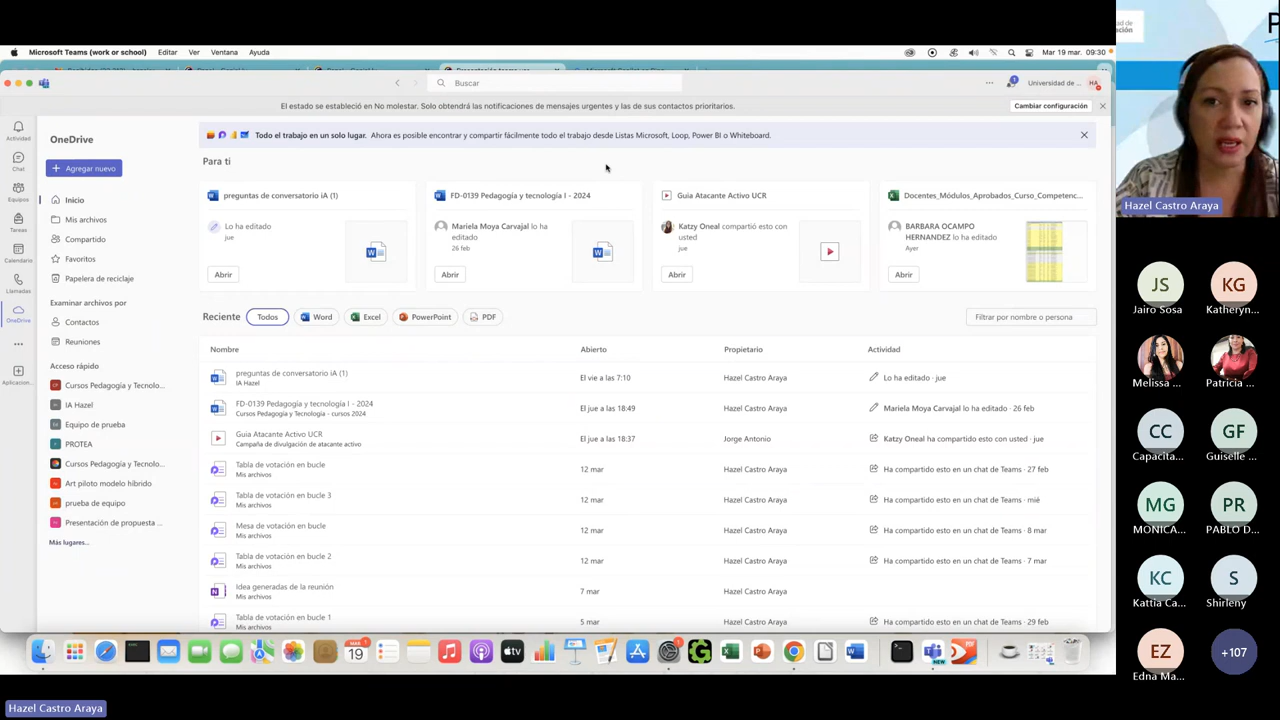 Microsoft Teams (work or school) Editar Ver Ventana Ayuda
Mar 19 mar. 09:30
Buscar
Universidad de ...
HA
El estado se estableció en No molestar. Solo obtendrá las notificaciones de mensajes urgentes y las de sus contactos prioritarios.
Cambiar configuración
Actividad
Chat
Equipos
Tareas
Calendario
Llamadas
OneDrive
Aplicacion...
OneDrive
Agregar nuevo
Inicio
Mis archivos
Compartido
Favoritos
Papelera de reciclaje
Examinar archivos por
Contactos
Reuniones
Acceso rápido
Cursos Pedagogía y Tecnolo...
IA Hazel
Equipo de prueba
PROTEA
Cursos Pedagogía y Tecnolo...
Art piloto modelo híbrido
prueba de equipo
Presentación de propuesta ...
Más lugares...
Todo el trabajo en un solo lugar. Ahora es posible encontrar y compartir fácilmente todo el trabajo desde Listas Microsoft, Loop, Power BI o Whiteboard.
Para ti
preguntas de conversatorio iA (1)
Lo ha editado
jue
Abrir
FD-0139 Pedagogía y tecnología I - 2024
Mariela Moya Carvajal lo ha
editado
26 feb
Abrir
Guia Atacante Activo UCR
Katzy Oneal compartió esto con
usted
jue
Abrir
Docentes_Módulos_Aprobados_Curso_Competenc...
BARBARA OCAMPO
HERNANDEZ lo ha editado
Ayer
Abrir
Reciente Todos Word Excel PowerPoint PDF
Filtrar por nombre o persona
Nombre Abierto Propietario Actividad
preguntas de conversatorio iA (1)
IA Hazel
El vie a las 7:10 Hazel Castro Araya Lo ha editado · jue
FD-0139 Pedagogía y tecnología I - 2024
Cursos Pedagogía y Tecnología - cursos 2024
El jue a las 18:49 Hazel Castro Araya Mariela Moya Carvajal lo ha editado · 26 feb
Guia Atacante Activo UCR
Campaña de divulgación de atacante activo
El jue a las 18:37 Jorge Antonio Katzy Oneal ha compartido esto con usted · jue
Tabla de votación en bucle
Mis archivos
12 mar Hazel Castro Araya Ha compartido esto en un chat de Teams · 27 feb
Tabla de votación en bucle 3
Mis archivos
12 mar Hazel Castro Araya Ha compartido esto en un chat de Teams · mié
Mesa de votación en bucle
Mis archivos
12 mar Hazel Castro Araya Ha compartido esto en un chat de Teams · 8 mar
Tabla de votación en bucle 2
Mis archivos
12 mar Hazel Castro Araya Ha compartido esto en un chat de Teams · 7 mar
Idea generadas de la reunión
Mis archivos
7 mar Hazel Castro Araya
Tabla de votación en bucle 1
5 mar Hazel Castro Araya Ha compartido esto en un chat de Teams · 29 feb
Hazel Castro Araya
JS KG
Jairo Sosa Katheryn...
Melissa ... Patricia ...
CC GF
Capacita... Guiselle ...
MG PR
MONICA... PABLO D...
KC S
Kattia Ca... Shirleny
EZ +107
Edna Ma...
19
NEW
Hazel Castro Araya